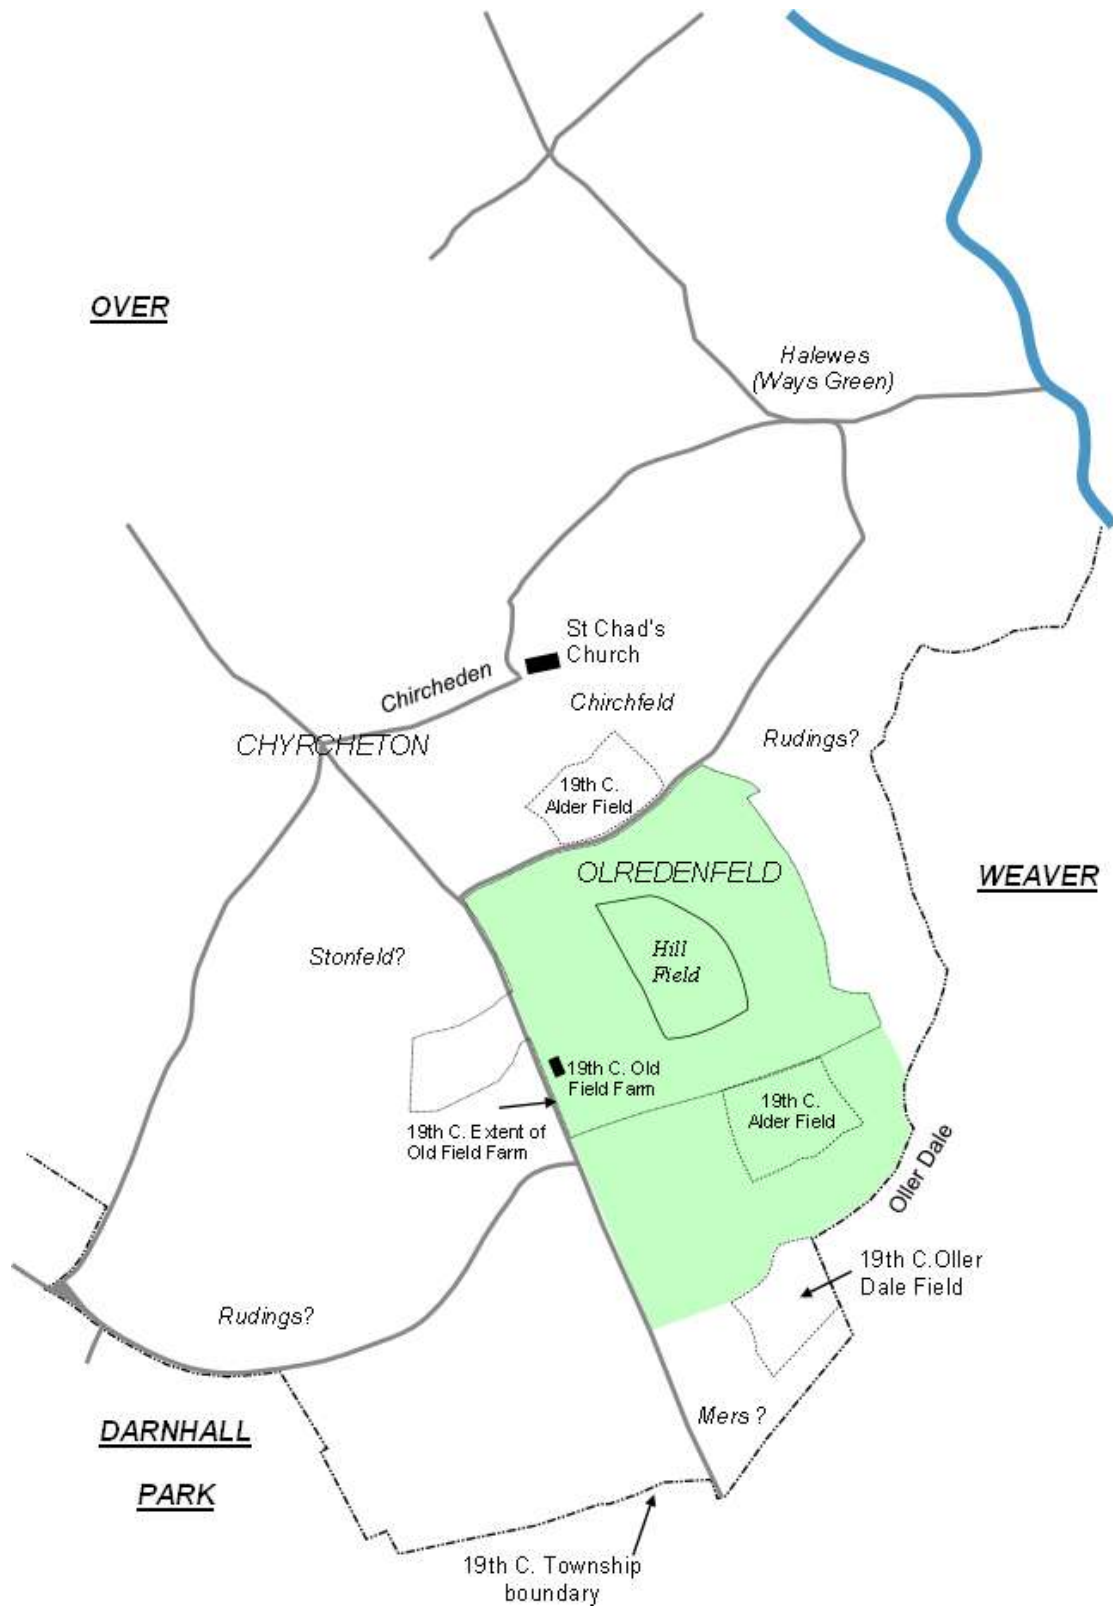 OVER
Halewes
(Ways Green)
St Chad's
Church
Chircheden
Chirchfeld
CHYRCHETON
Rudings?
19th C.
Alder Field
OLREDENFELD
WEAVER
Hill
Field
Stonfeld?
19th C. Old
Field Farm
19th C. Extent of
Old Field Farm
19th C.
Alder Field
Oller Dale
19th C.Oller
Dale Field
Rudings?
Mers?
DARNHALL
PARK
19th C. Township
boundary